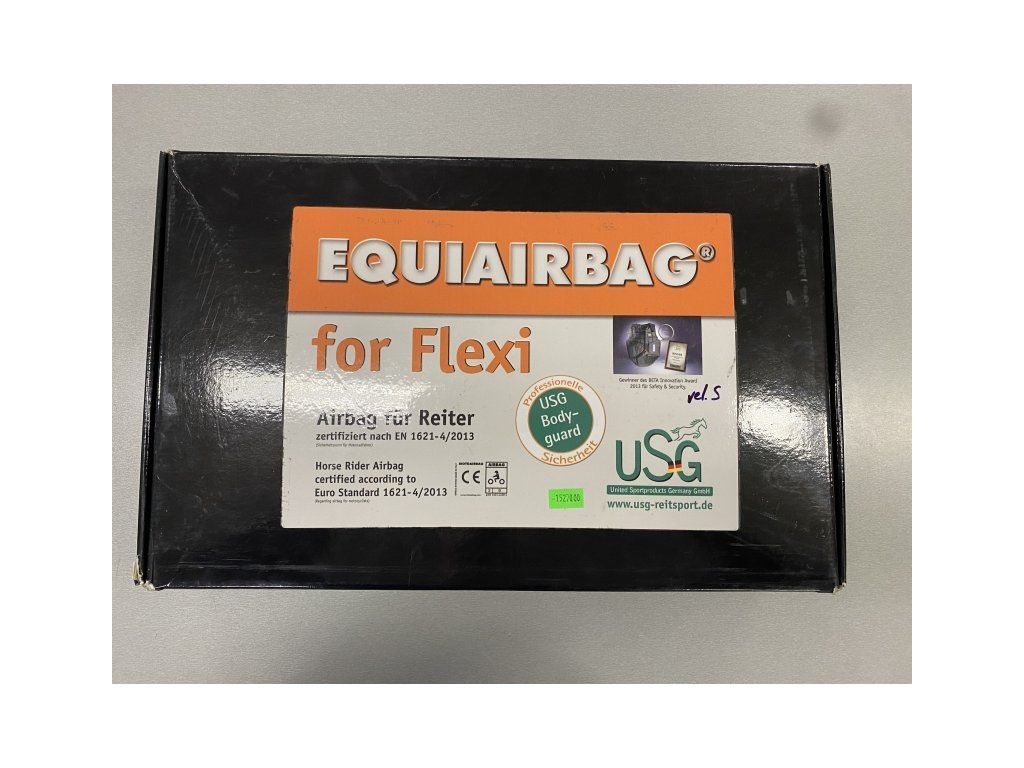 EQUIAIRBAG®
for Flexi
Gewinner des BETA Innovation Award
2013 für Safety & Security
vel. S
Professionelle
USG
Body-
guard
Sicherheit
Airbag für Reiter
zertifiziert nach EN 1621-4/2013
Horse Rider Airbag
certified according to
Euro Standard 1621-4/2013
MOTOAIRBAG
AIRBAG
CE
USG
United Sportproducts Germany GmbH
www.usg-reitsport.de